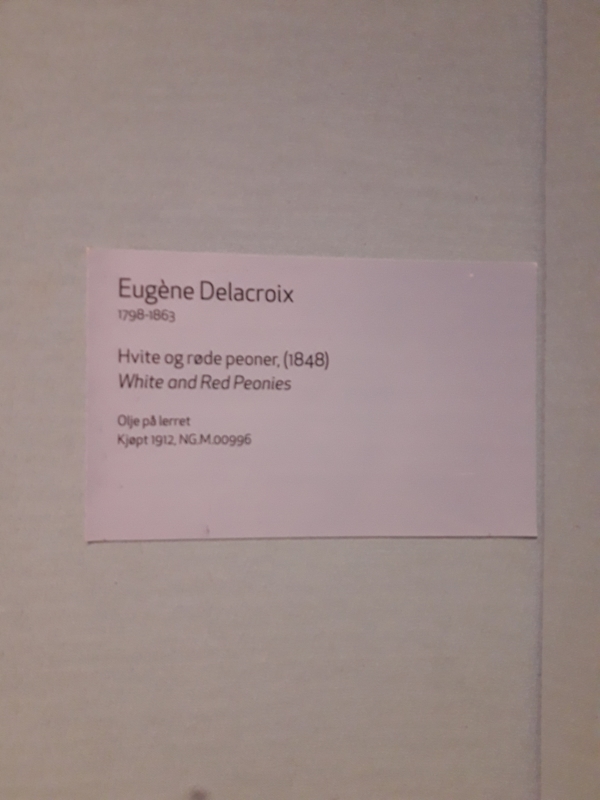 Eugène Delacroix
1798-1863
Hvite og røde peoner, (1848)
White and Red Peonies
Olje på lerret
Kjøpt 1912, NG.M.00996